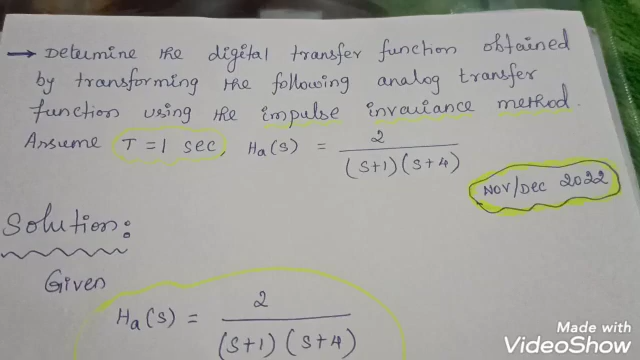 → Determine the digital transfer function obtained
by transforming the following analog transfer
function using the impulse invariance method.
Assume T = 1 sec, Ha(s) = 2 / (s+1)(s+4)
NOV/DEC 2022
Solution:
Given
Ha(s) = 2 / (s+1)(s+4)
Made with
VideoShow